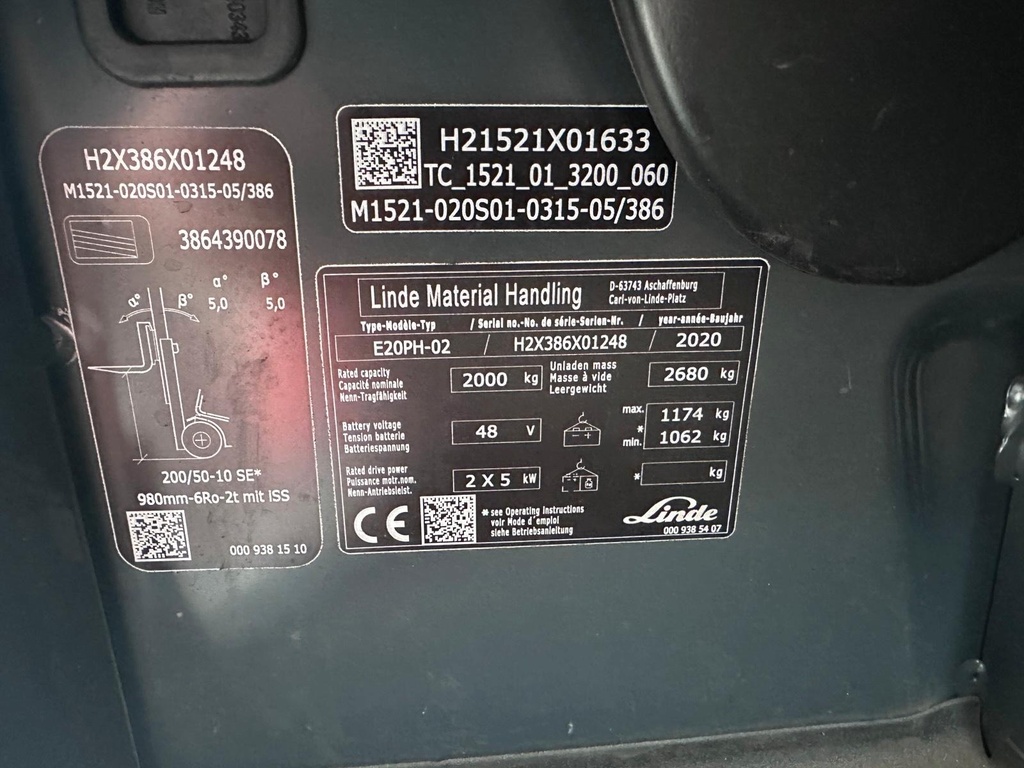 H2X386X01248
M1521-020S01-0315-05/386
3864390078
α° β°
5,0 5,0
α° β°
200/50-10 SE*
980mm-6Ro-2t mit ISS
000 938 15 10
H21521X01633
TC_1521_01_3200_060
M1521-020S01-0315-05/386
Linde Material Handling
D-63743 Aschaffenburg
Carl-von-Linde-Platz
Type-Modèle-Typ / Serial no.-No. de série-Serien-Nr. / year-année-Baujahr
E20PH-02 / H2X386X01248 / 2020
Rated capacity
Capacité nominale
Nenn-Tragfähigkeit
2000 kg
Unladen mass
Masse à vide
Leergewicht
2680 kg
Battery voltage
Tension batterie
Batteriespannung
48 V
max. 1174 kg
*
min. 1062 kg
Rated drive power
Puissance motr.nom.
Nenn-Antriebsleist.
2 X 5 kW
* kg
CE
* see Operating Instructions
voir Mode d'emploi
siehe Betriebsanleitung
Linde
000 938 54 07